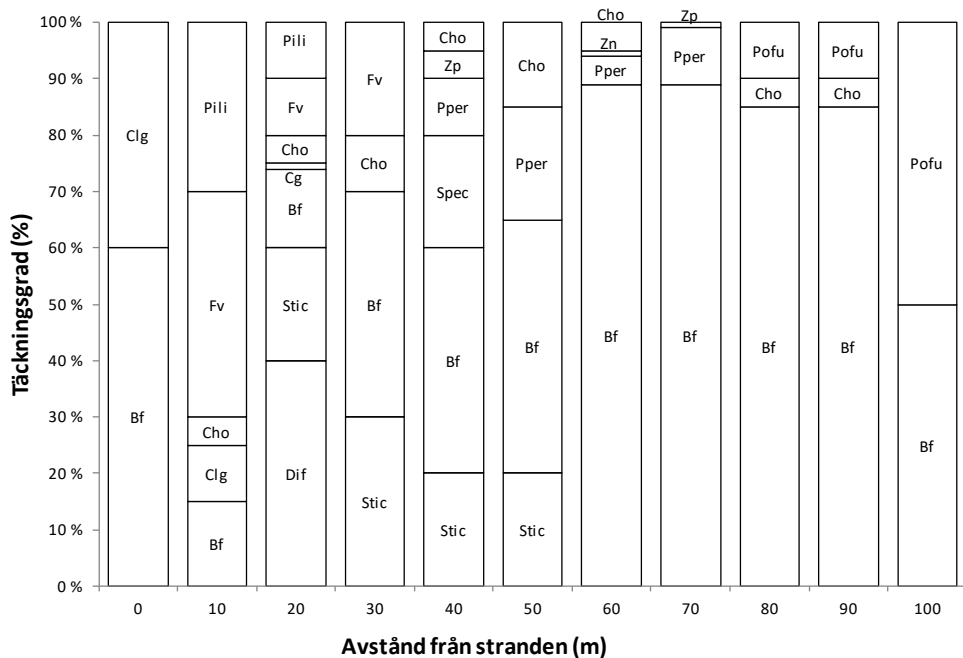 100 %
90 %
80 %
70 %
60 %
50 %
40 %
30 %
20 %
10 %
0 %
Täckningsgrad (%)
Clg
Bf
Pili
Fv
Cho
Clg
Bf
Pili
Fv
Cho
Cg
Bf
Stic
Dif
Fv
Cho
Bf
Stic
Cho
Zp
Pper
Spec
Bf
Stic
Cho
Pper
Bf
Stic
Cho
Zn
Pper
Bf
Zp
Pper
Bf
Pofu
Cho
Bf
Pofu
Cho
Bf
Pofu
Bf
0 10 20 30 40 50 60 70 80 90 100
Avstånd från stranden (m)